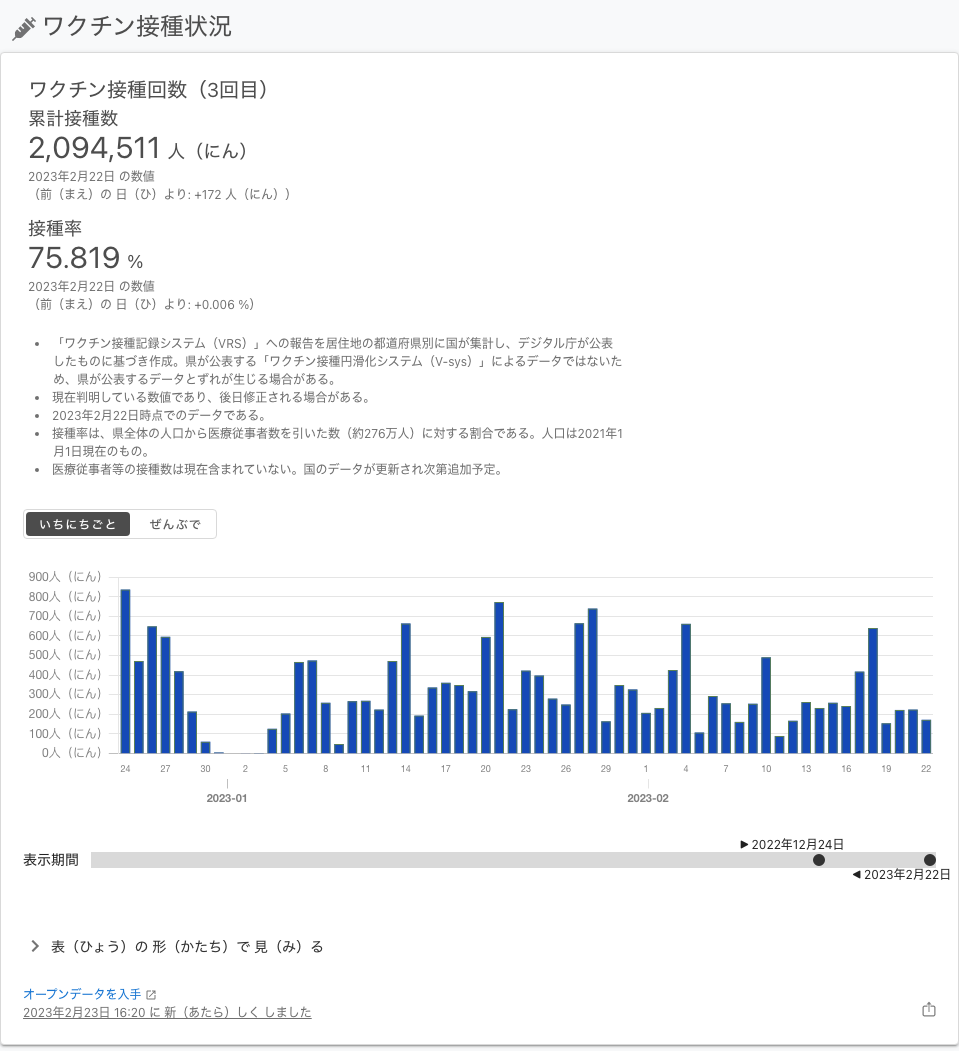 ワクチン接種状況
ワクチン接種回数（3回目）
累計接種数
2,094,511 人（にん）
2023年2月22日 の数値
（前（まえ）の 日（ひ）より: +172 人（にん））
接種率
75.819 %
2023年2月22日 の数値
（前（まえ）の 日（ひ）より: +0.006 %）
• 「ワクチン接種記録システム（VRS）」への報告を居住地の都道府県別に国が集計し、デジタル庁が公表
したものに基づき作成。県が公表する「ワクチン接種円滑化システム（V-sys）」によるデータではないた
め、県が公表するデータとずれが生じる場合がある。
• 現在判明している数値であり、後日修正される場合がある。
• 2023年2月22日時点でのデータである。
• 接種率は、県全体の人口から医療従事者数を引いた数（約276万人）に対する割合である。人口は2021年1
月1日現在のもの。
• 医療従事者等の接種数は現在含まれていない。国のデータが更新され次第追加予定。
いちにちごと ぜんぶで
900人（にん）
800人（にん）
700人（にん）
600人（にん）
500人（にん）
400人（にん）
300人（にん）
200人（にん）
100人（にん）
0人（にん）
24 27 30 2 5 8 11 14 17 20 23 26 29 1 4 7 10 13 16 19 22
2023-01 2023-02
2022年12月24日
表示期間
2023年2月22日
表（ひょう）の 形（かたち）で 見（み）る
オープンデータを入手
2023年2月23日 16:20 に 新（あたら）しく しました